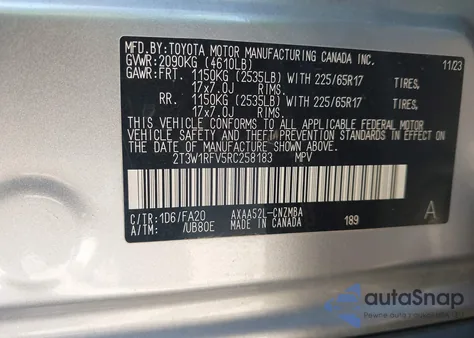 MFD.BY:TOYOTA MOTOR MANUFACTURING CANADA INC.
GVWR:2090KG (4610LB) 11/23
GAWR:FRT. 1150KG (2535LB) WITH 225/65R17 TIRES,
17x7.0J RIMS.
RR. 1150KG (2535LB) WITH 225/65R17 TIRES,
17x7.0J RIMS.
THIS VEHICLE CONFORMS TO ALL APPLICABLE FEDERAL MOTOR
VEHICLE SAFETY AND THEFT PREVENTION STANDARDS IN EFFECT
ON THE DATE OF MANUFACTURE SHOWN ABOVE.
2T3W1RFV5RC258183 MPV
C/TR:1D6/FA20 AXAA52L-CNZMBA A
A/TM: /UB80E MADE IN CANADA 189
autoSnap